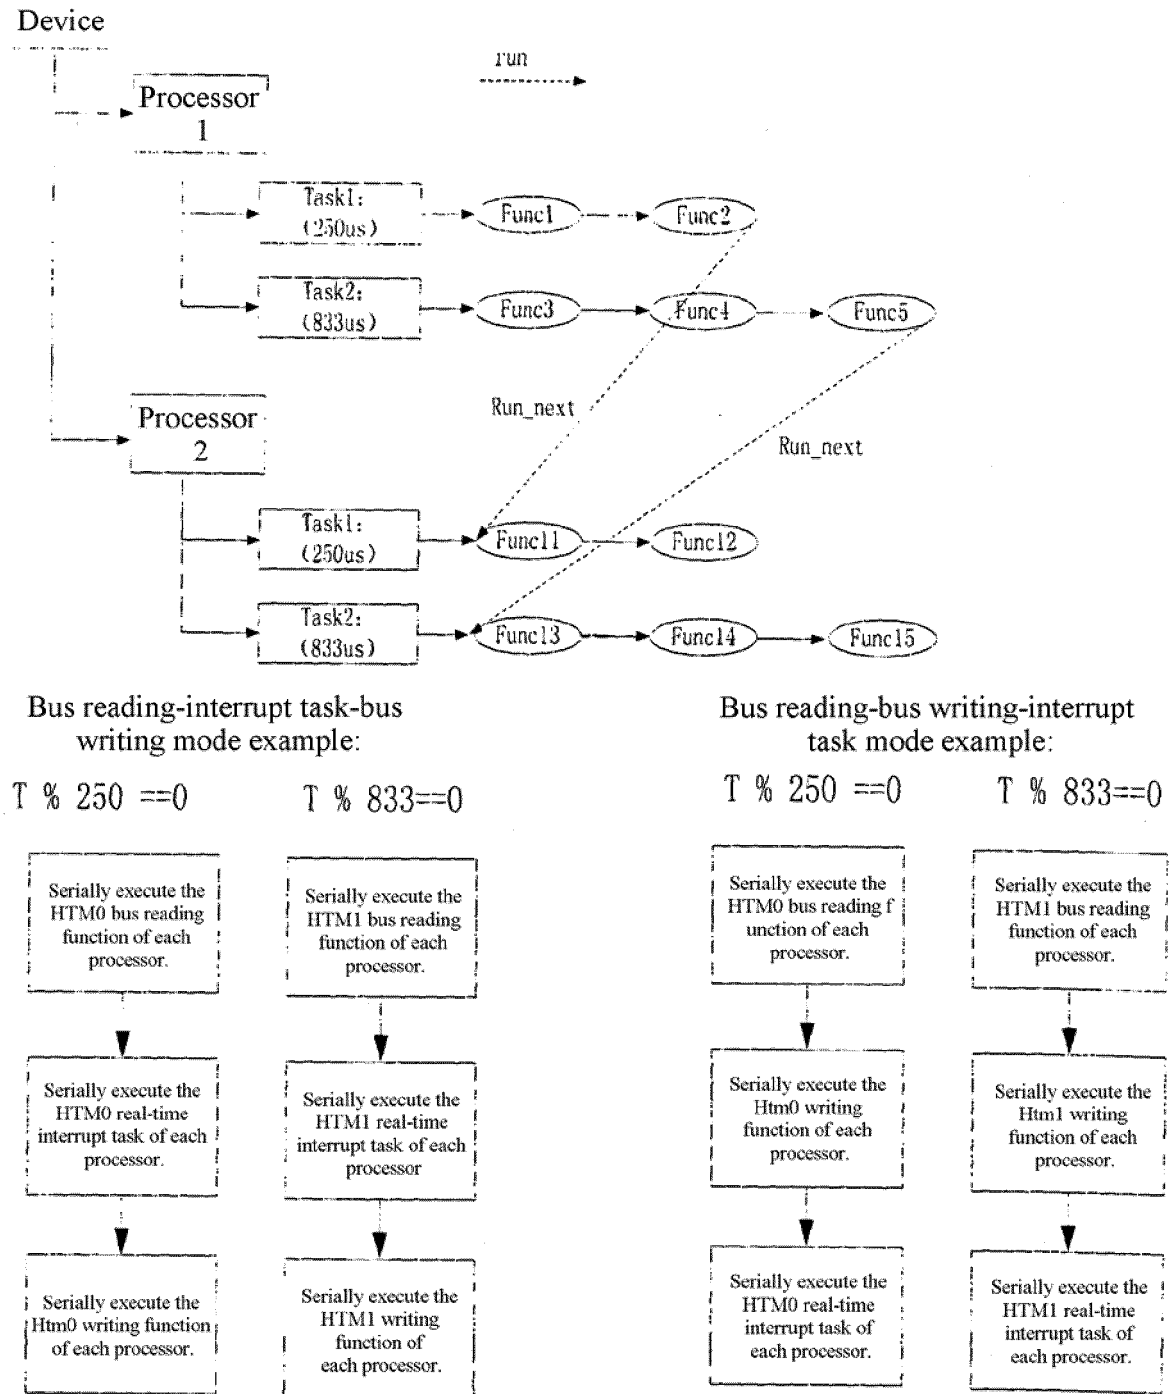 Device
run
Processor
1
Task1:
(250us)
Func1
Func2
Task2:
(833us)
Func3
Func4
Func5
Run_next
Processor
2
Run_next
Task1:
(250us)
Func11
Func12
Task2:
(833us)
Func13
Func14
Func15
Bus reading-interrupt task-bus
writing mode example:
T % 250 ==0
T % 833==0
Serially execute the
HTM0 bus reading
function of each
processor.
Serially execute the
HTM1 bus reading
function of each
processor.
Serially execute the
HTM0 real-time
interrupt task of each
processor.
Serially execute the
HTM1 real-time
interrupt task of each
processor
Serially execute the
Htm0 writing function
of each processor.
Serially execute the
HTM1 writing
function of
each processor.
Bus reading-bus writing-interrupt
task mode example:
T % 250 ==0
T % 833==0
Serially execute the
HTM0 bus reading f
unction of each
processor.
Serially execute the
HTM1 bus reading
function of each
processor.
Serially execute the
Htm0 writing
function of each
processor.
Serially execute the
Htm1 writing
function of each
processor.
Serially execute the
HTM0 real-time
interrupt task of
each processor.
Serially execute the
HTM1 real-time
interrupt task of
each processor.